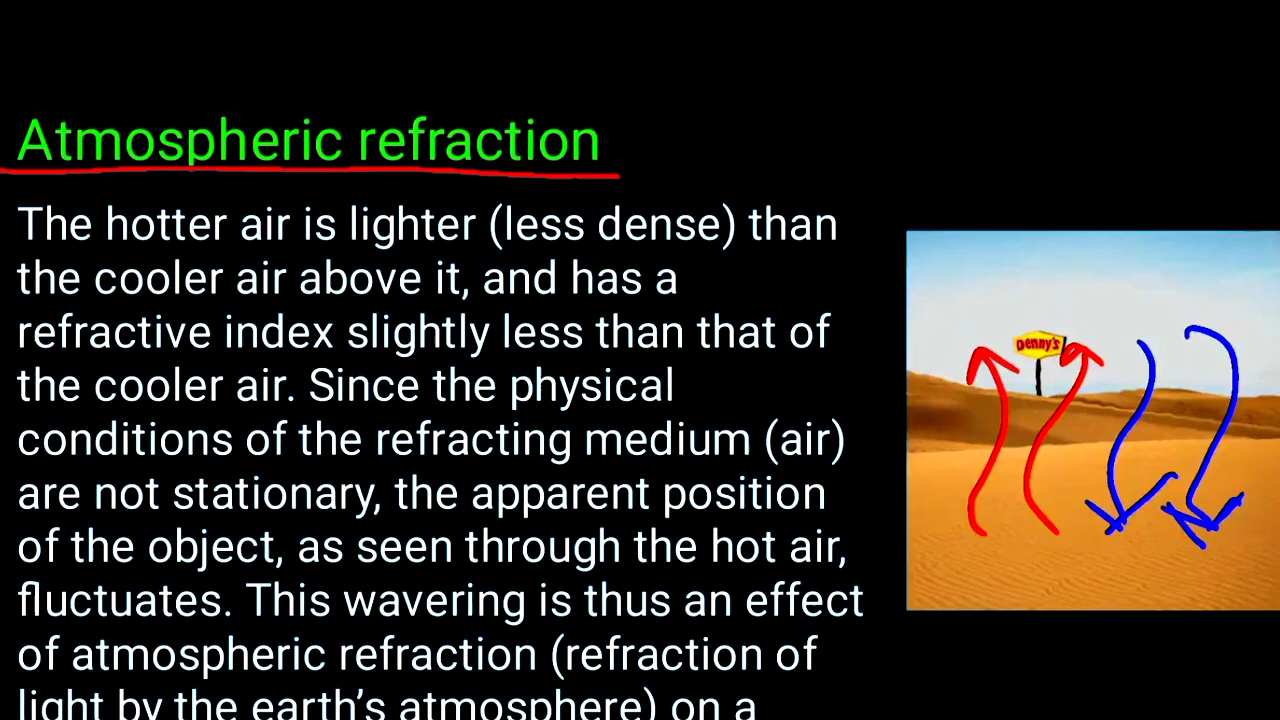 Atmospheric refraction
The hotter air is lighter (less dense) than
the cooler air above it, and has a
refractive index slightly less than that of
the cooler air. Since the physical
conditions of the refracting medium (air)
are not stationary, the apparent position
of the object, as seen through the hot air,
fluctuates. This wavering is thus an effect
of atmospheric refraction (refraction of
light by the earth’s atmosphere) on a
Denny's